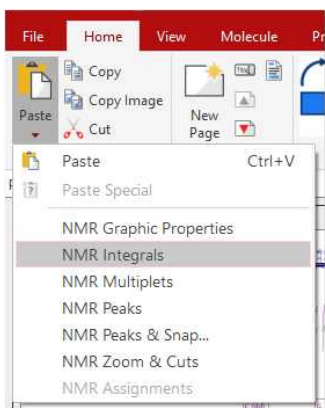 File Home View Molecule
Copy
Copy Image
Cut
Paste
New
Page
Paste Ctrl+V
Paste Special
NMR Graphic Properties
NMR Integrals
NMR Multiplets
NMR Peaks
NMR Peaks & Snap...
NMR Zoom & Cuts
NMR Assignments